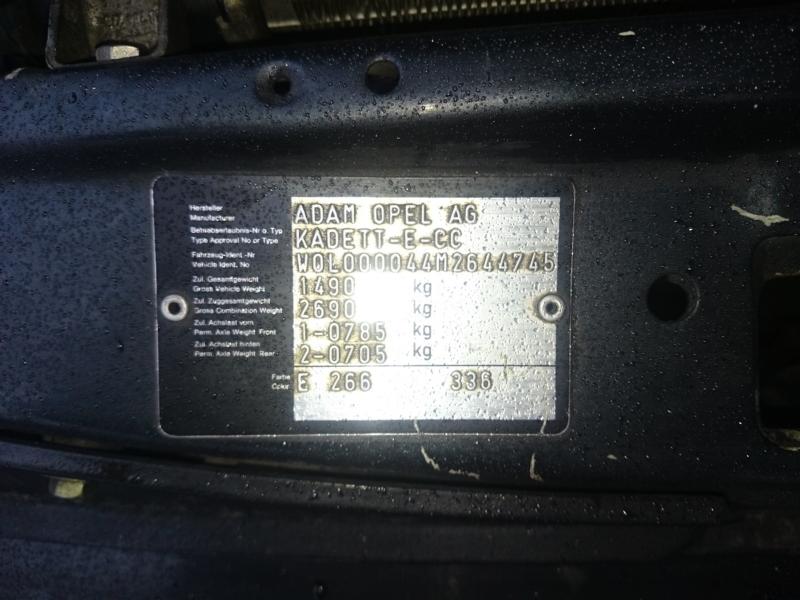 Hersteller
Manufacturer
ADAM OPEL AG
Betriebserlaubnis-Nr o. Typ
Type Approval No or Type
KADETT-E-CC
Fahrzeug-Ident.-Nr
Vehicle Ident. No
W0L000044M2644745
Zul. Gesamtgewicht
Gross Vehicle Weight
1490 kg
Zul. Zuggesamtgewicht
Gross Combination Weight
2690 kg
Zul. Achslast vorn
Perm. Axle Weight Front
1-0785 kg
Zul. Achslast hinten
Perm. Axle Weight Rear
2-0705 kg
Farbe
Color
E 266 336